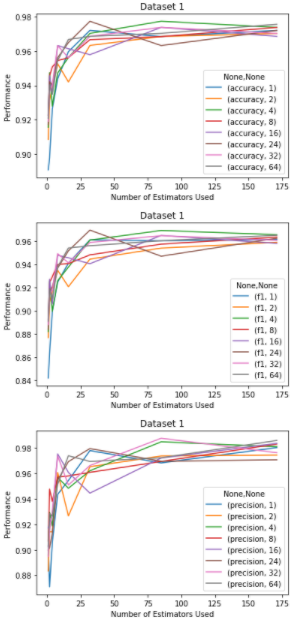 Dataset 1
0.98
0.96
0.94
0.92
0.90
Performance
None,None
(accuracy, 1)
(accuracy, 2)
(accuracy, 4)
(accuracy, 8)
(accuracy, 16)
(accuracy, 24)
(accuracy, 32)
(accuracy, 64)
0 25 50 75 100 125 150 175
Number of Estimators Used
Dataset 1
0.96
0.94
0.92
0.90
0.88
0.86
0.84
Performance
None,None
(f1, 1)
(f1, 2)
(f1, 4)
(f1, 8)
(f1, 16)
(f1, 24)
(f1, 32)
(f1, 64)
0 25 50 75 100 125 150 175
Number of Estimators Used
Dataset 1
0.98
0.96
0.94
0.92
0.90
0.88
Performance
None,None
(precision, 1)
(precision, 2)
(precision, 4)
(precision, 8)
(precision, 16)
(precision, 24)
(precision, 32)
(precision, 64)
0 25 50 75 100 125 150 175
Number of Estimators Used